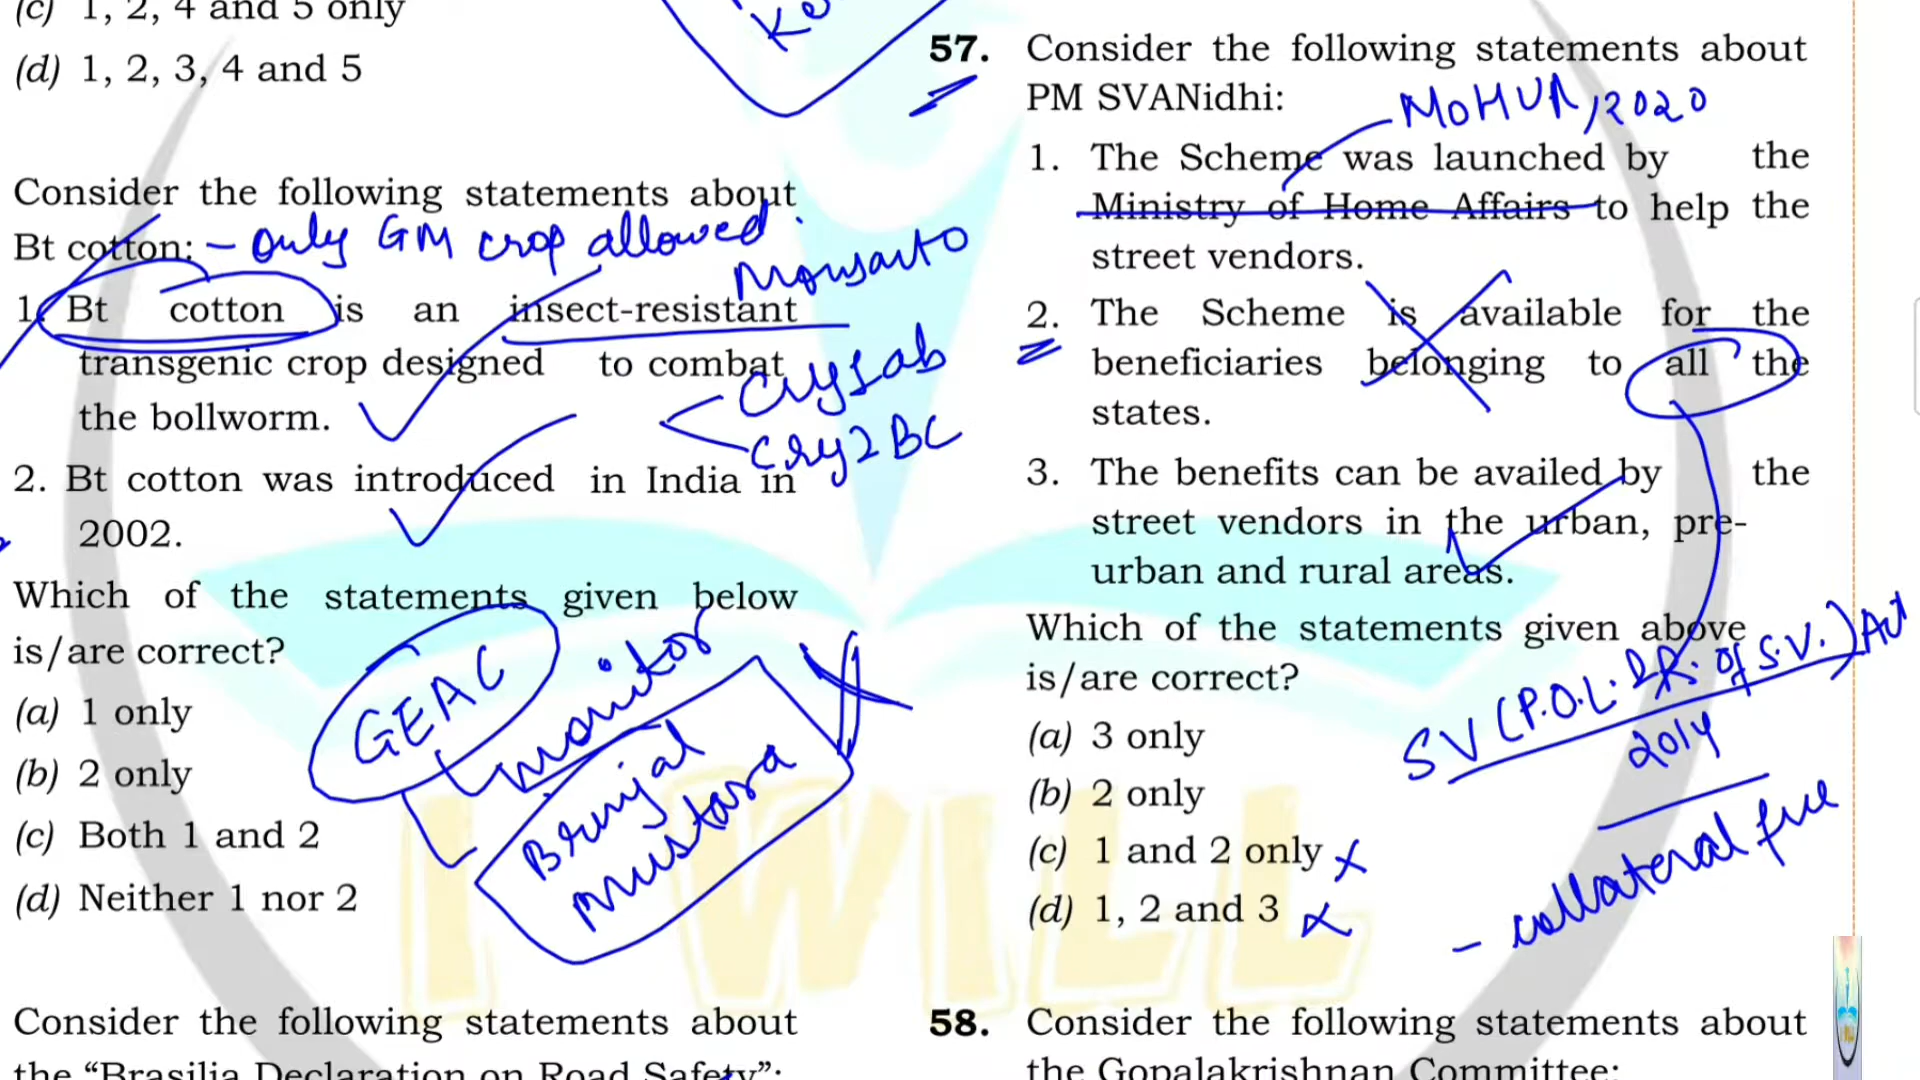 (c) 1, 2, 4 and 5 only
(d) 1, 2, 3, 4 and 5
Consider the following statements about
Bt cotton: - only GM crop allowed.
Monsanto
1. Bt cotton is an insect-resistant
transgenic crop designed to combat
the bollworm.
Cry1ab
Cry2BC
2. Bt cotton was introduced in India in
2002.
Which of the statements given below
is/are correct?
GEAC
monitor
Brinjal
mustara
(a) 1 only
(b) 2 only
(c) Both 1 and 2
(d) Neither 1 nor 2
Consider the following statements about
the “Brasilia Declaration on Road Safety”:
57. Consider the following statements about
PM SVANidhi:
MOHUA, 2020
1. The Scheme was launched by the
Ministry of Home Affairs to help the
street vendors.
2. The Scheme is available for the
beneficiaries belonging to all the
states.
3. The benefits can be availed by the
street vendors in the urban, pre-
urban and rural areas.
Which of the statements given above
is/are correct?
SV (P.O.L. & R. of S.V.) Act
2014
(a) 3 only
(b) 2 only
(c) 1 and 2 only x
(d) 1, 2 and 3 x
- collateral free
58. Consider the following statements about
the Gopalakrishnan Committee:
I WILL